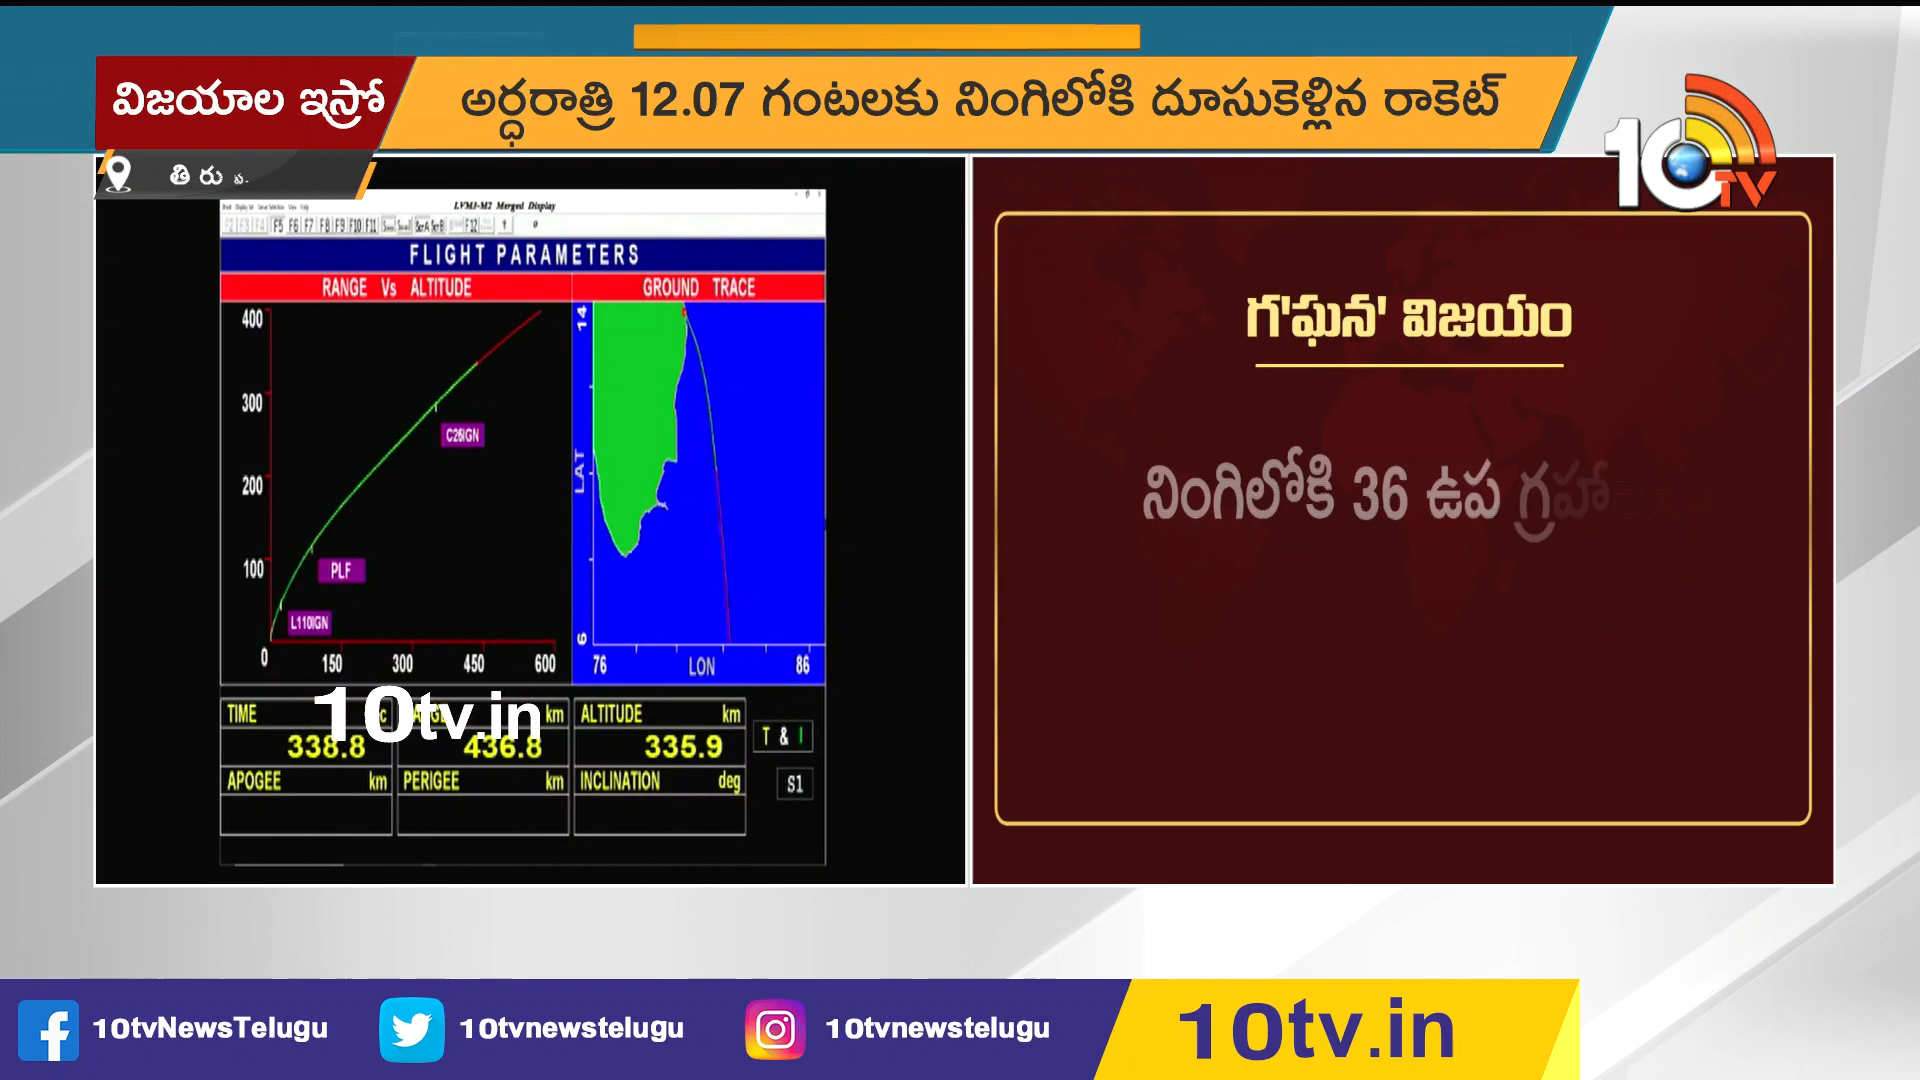 విజయాల ఇస్రో
అర్ధరాత్రి 12.07 గంటలకు నింగిలోకి దూసుకెళ్లిన రాకెట్
10TV
తిరు
LVM3-M2 Merged Display
F5 F6 F7 F8 F9 F10 F11
F12
FLIGHT PARAMETERS
RANGE Vs ALTITUDE
GROUND TRACE
400
300
200
100
0
150 300 450 600
C25IGN
PLF
L110IGN
14
LAT
6
76 LON 86
TIME
338.8
km
436.8
ALTITUDE km
335.9
T & I
APOGEE km
PERIGEE km
INCLINATION deg
S1
10tv.in
గ'ఘన' విజయం
నింగిలోకి 36 ఉప గ్రహా
10tvNewsTelugu
10tvnewstelugu
10tvnewstelugu
10tv.in